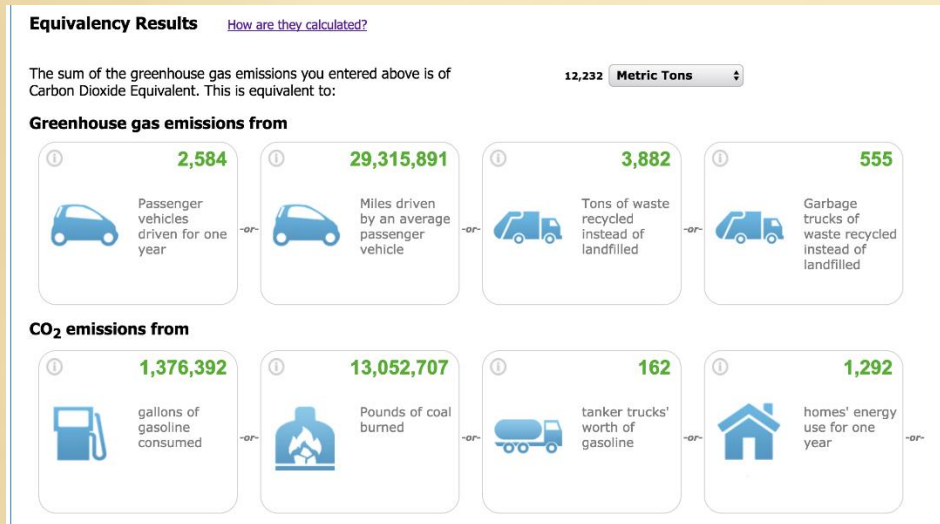 Equivalency Results How are they calculated?
The sum of the greenhouse gas emissions you entered above is of
Carbon Dioxide Equivalent. This is equivalent to:
12,232 Metric Tons
Greenhouse gas emissions from
2,584
Passenger
vehicles
driven for one
year
-or-
29,315,891
Miles driven
by an average
passenger
vehicle
-or-
3,882
Tons of waste
recycled
instead of
landfilled
-or-
555
Garbage
trucks of
waste recycled
instead of
landfilled
CO₂ emissions from
1,376,392
gallons of
gasoline
consumed
-or-
13,052,707
Pounds of coal
burned
-or-
162
tanker trucks'
worth of
gasoline
-or-
1,292
homes' energy
use for one
year
-or-